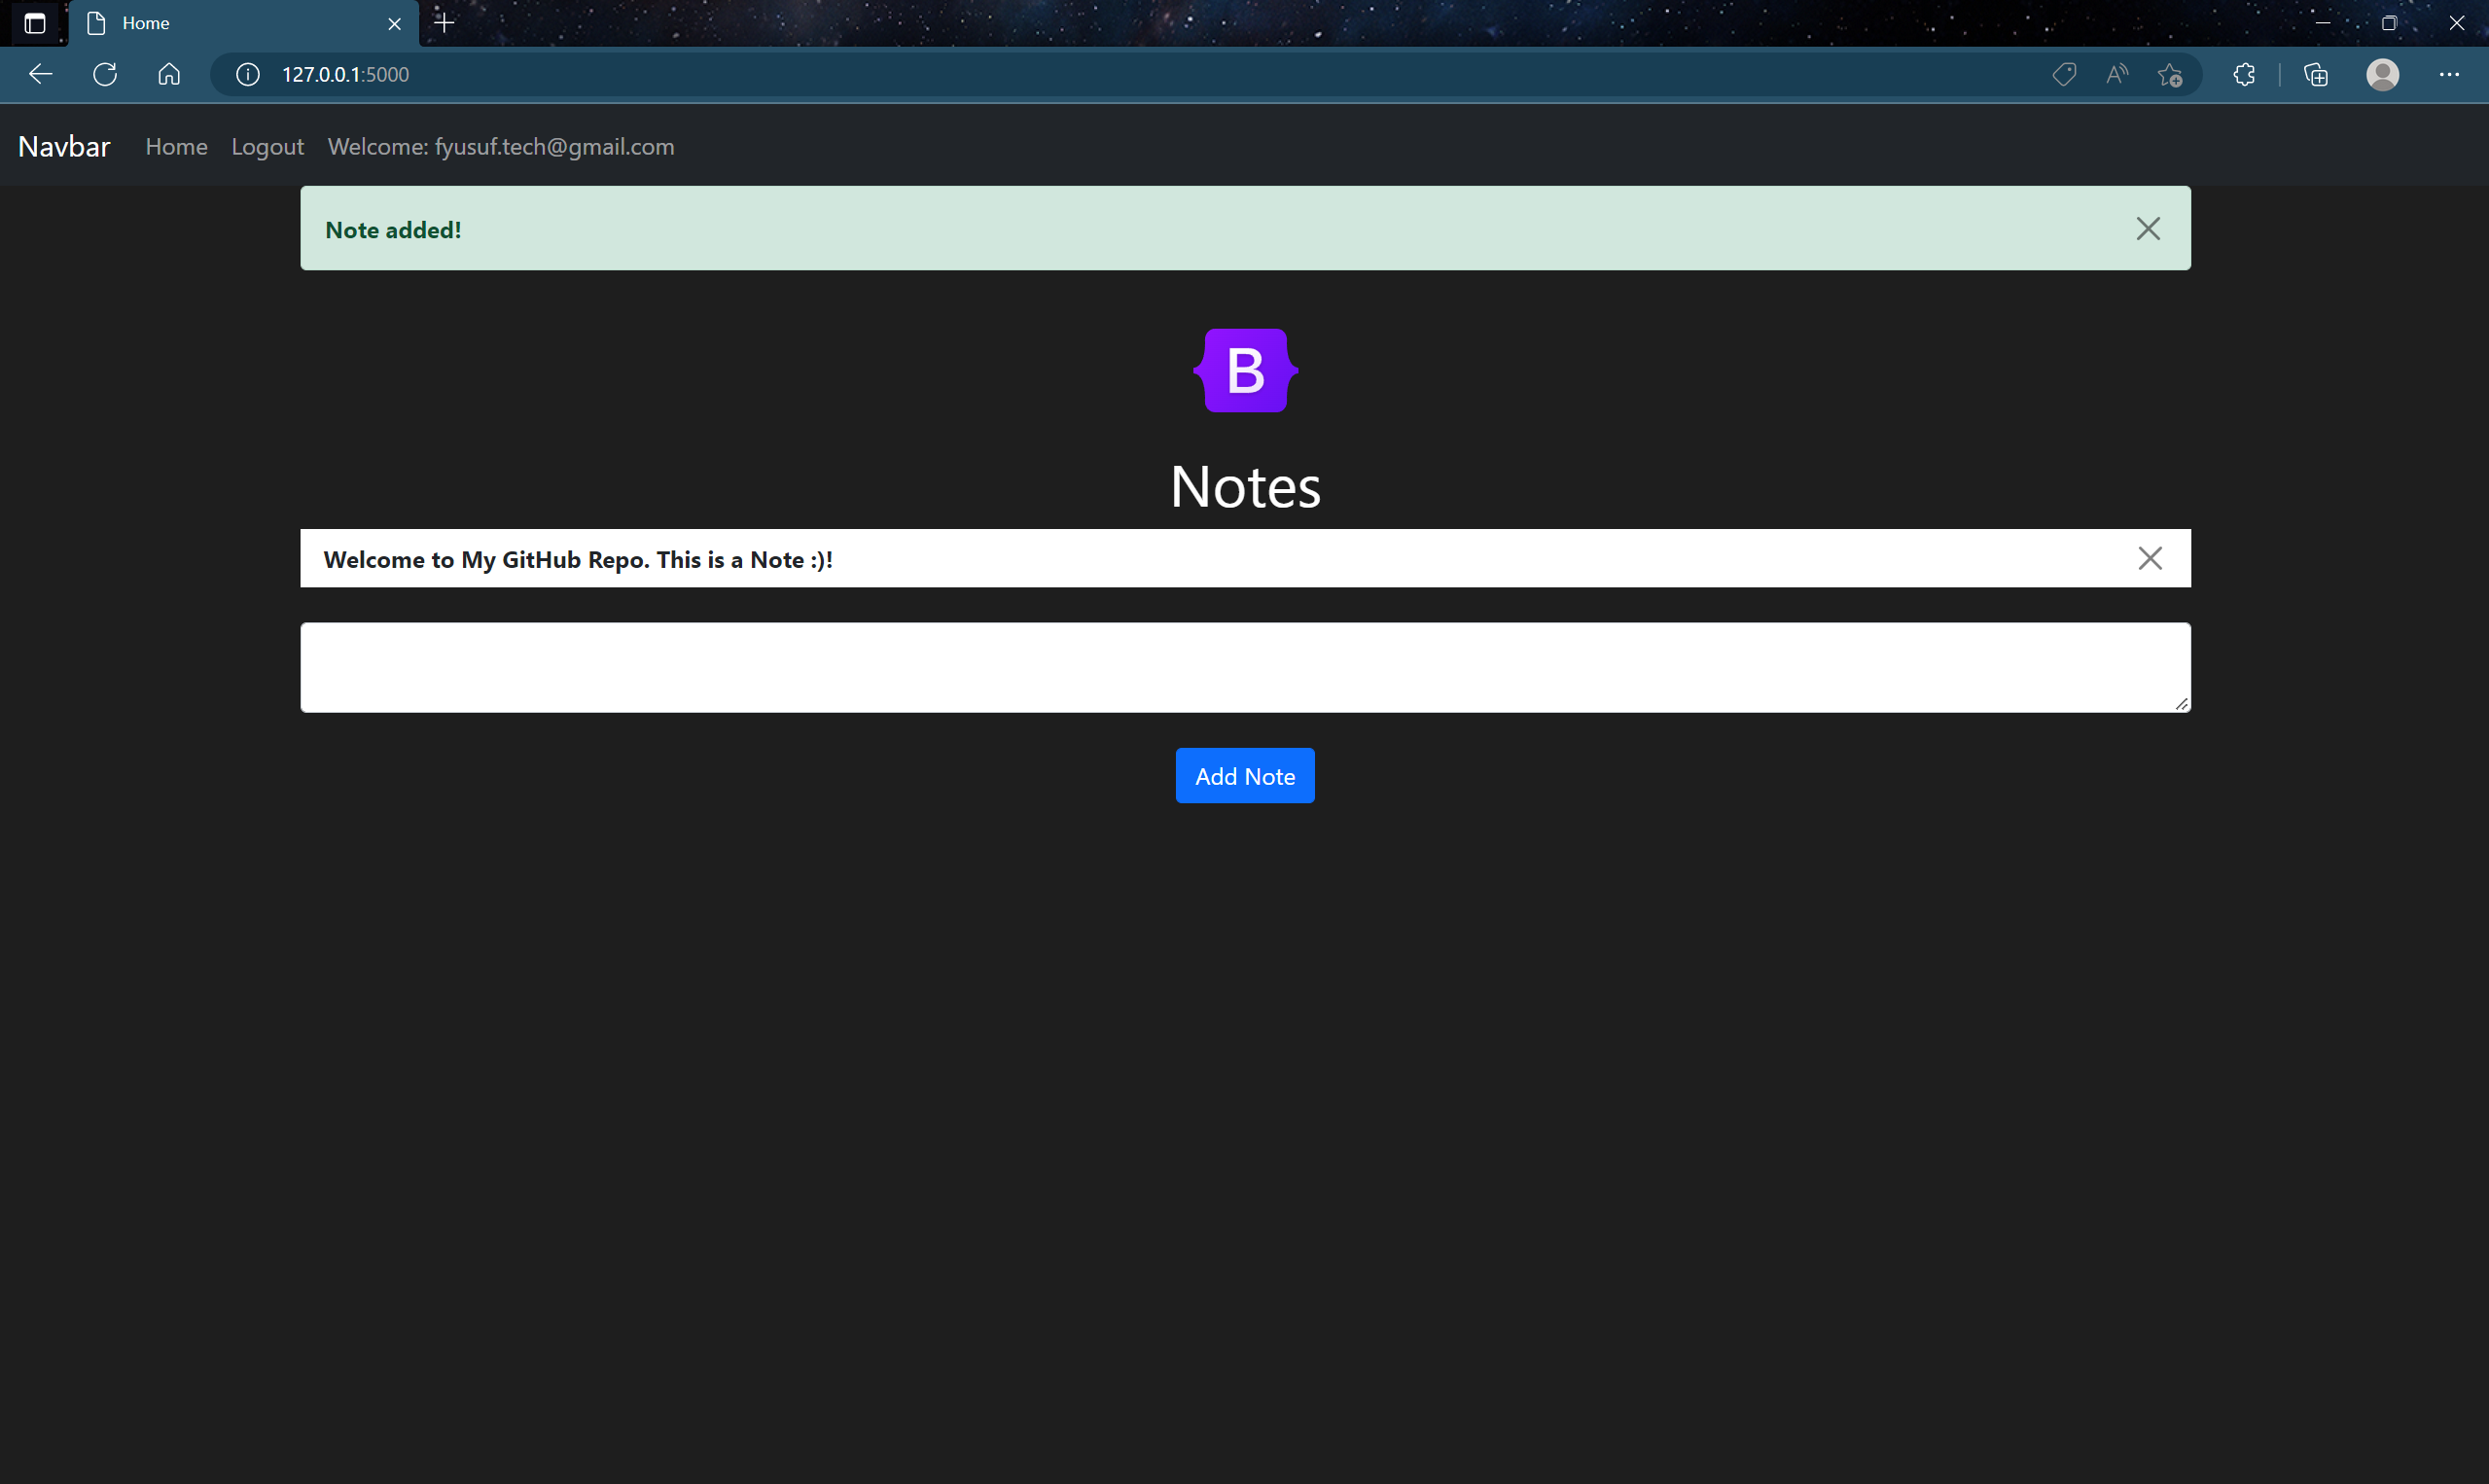 Home
127.0.0.1:5000
Navbar Home Logout Welcome: fyusuf.tech@gmail.com
Note added!
B
Notes
Welcome to My GitHub Repo. This is a Note :)!
Add Note